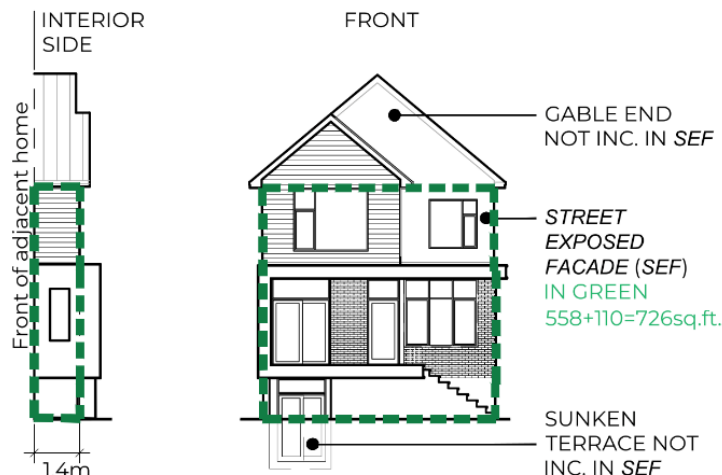 INTERIOR
SIDE
FRONT
Front of adjacent home
GABLE END
NOT INC. IN SEF
STREET
EXPOSED
FACADE (SEF)
IN GREEN
558+110=726sq.ft.
SUNKEN
TERRACE NOT
INC. IN SEF
1.4m